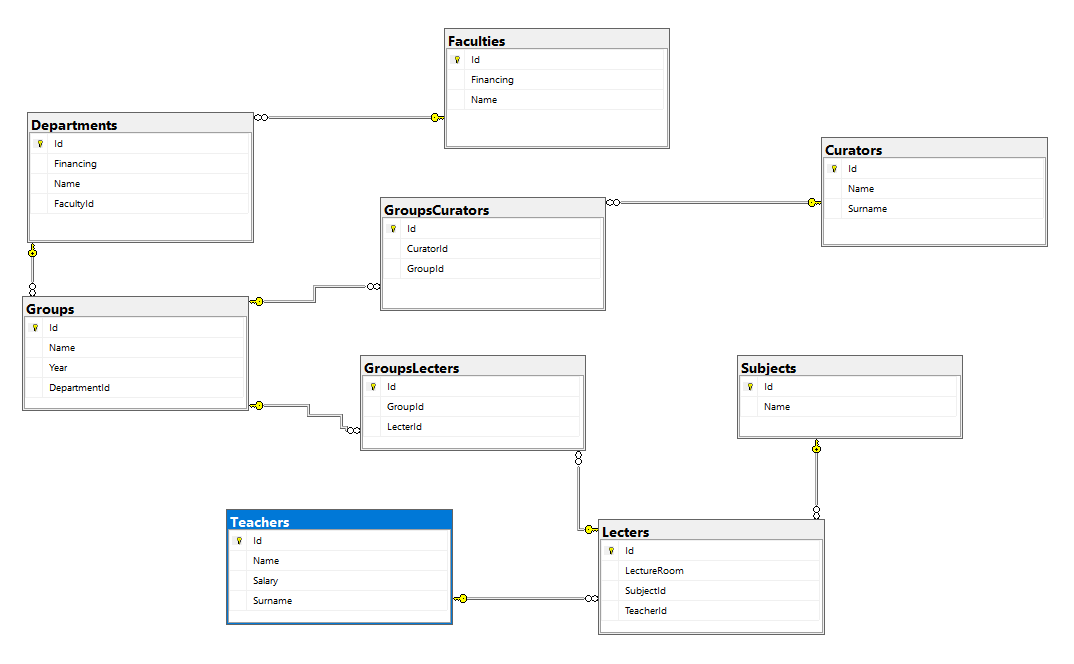 Faculties
Id
Financing
Name
Departments
Id
Financing
Name
FacultyId
Curators
Id
Name
Surname
GroupsCurators
Id
CuratorId
GroupId
Groups
Id
Name
Year
DepartmentId
GroupsLecters
Id
GroupId
LecterId
Subjects
Id
Name
Teachers
Id
Name
Salary
Surname
Lecters
Id
LectureRoom
SubjectId
TeacherId